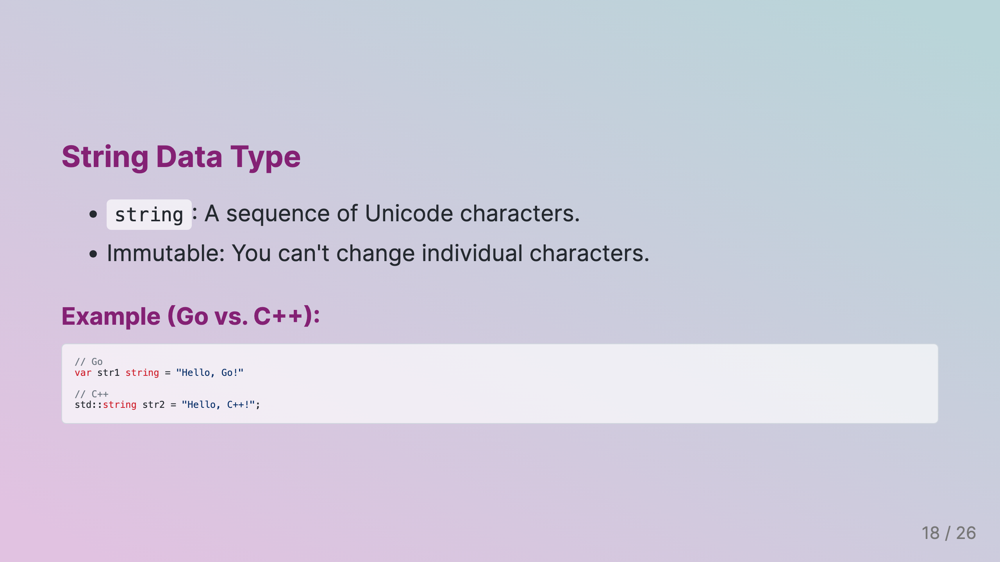 String Data Type
• string: A sequence of Unicode characters.
• Immutable: You can't change individual characters.
Example (Go vs. C++):
// Go
var str1 string = "Hello, Go!"
// C++
std::string str2 = "Hello, C++!";
18 / 26